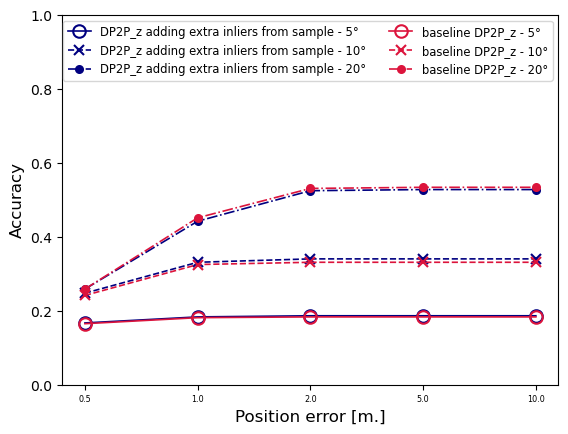 1.0
DP2P_z adding extra inliers from sample - 5°
DP2P_z adding extra inliers from sample - 10°
DP2P_z adding extra inliers from sample - 20°
baseline DP2P_z - 5°
baseline DP2P_z - 10°
baseline DP2P_z - 20°
0.8
0.6
0.4
0.2
0.0
Accuracy
0.5 1.0 2.0 5.0 10.0
Position error [m.]